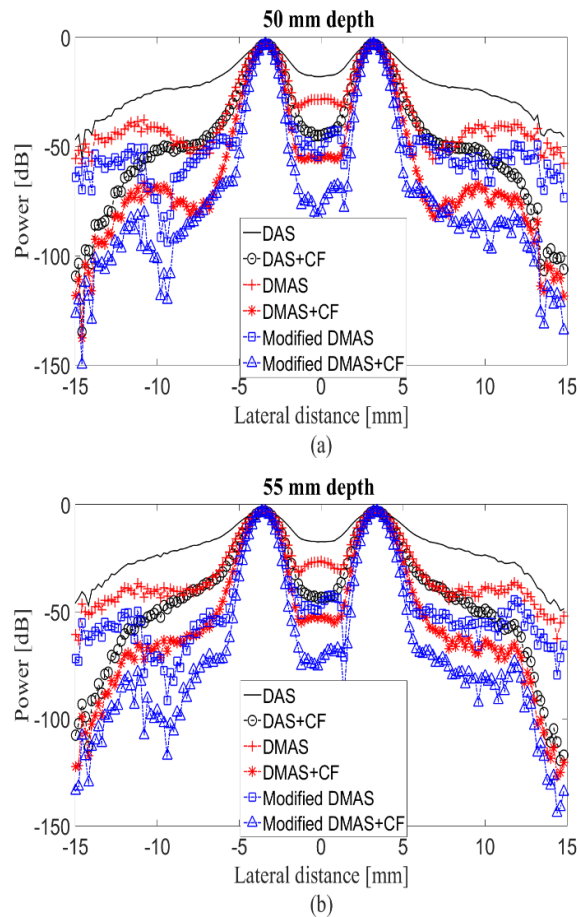 50 mm depth
0
-50
-100
-150
Power [dB]
DAS
DAS+CF
DMAS
DMAS+CF
Modified DMAS
Modified DMAS+CF
-15
-10
-5
0
5
10
15
Lateral distance [mm]
(a)
55 mm depth
0
-50
-100
-150
Power [dB]
DAS
DAS+CF
DMAS
DMAS+CF
Modified DMAS
Modified DMAS+CF
-15
-10
-5
0
5
10
15
Lateral distance [mm]
(b)